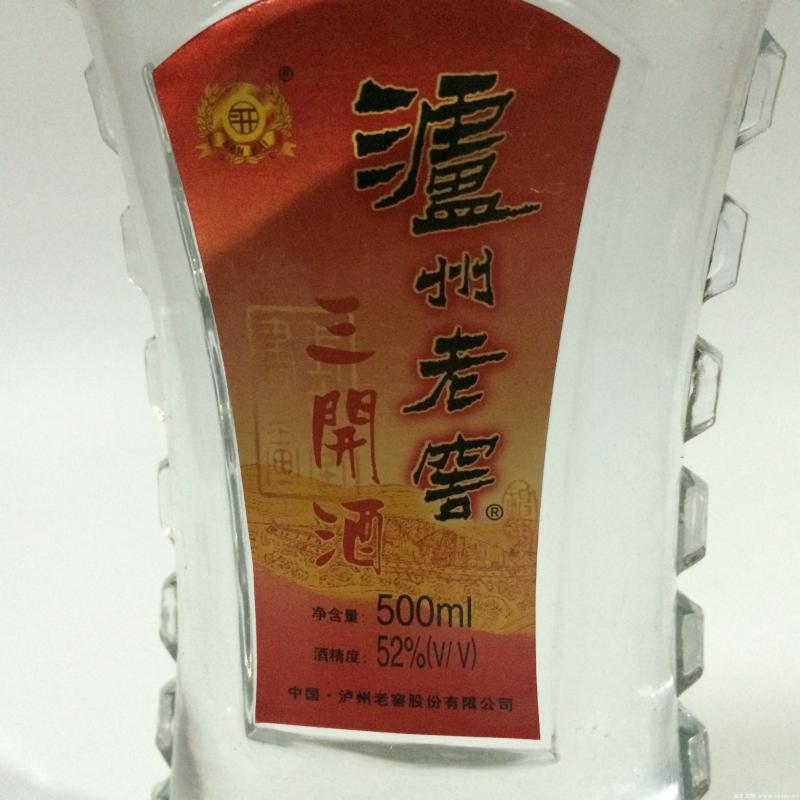 瀘州老窖®
三開酒
®
净含量: 500ml
酒精度: 52%(V/V)
中国·泸州老窖股份有限公司